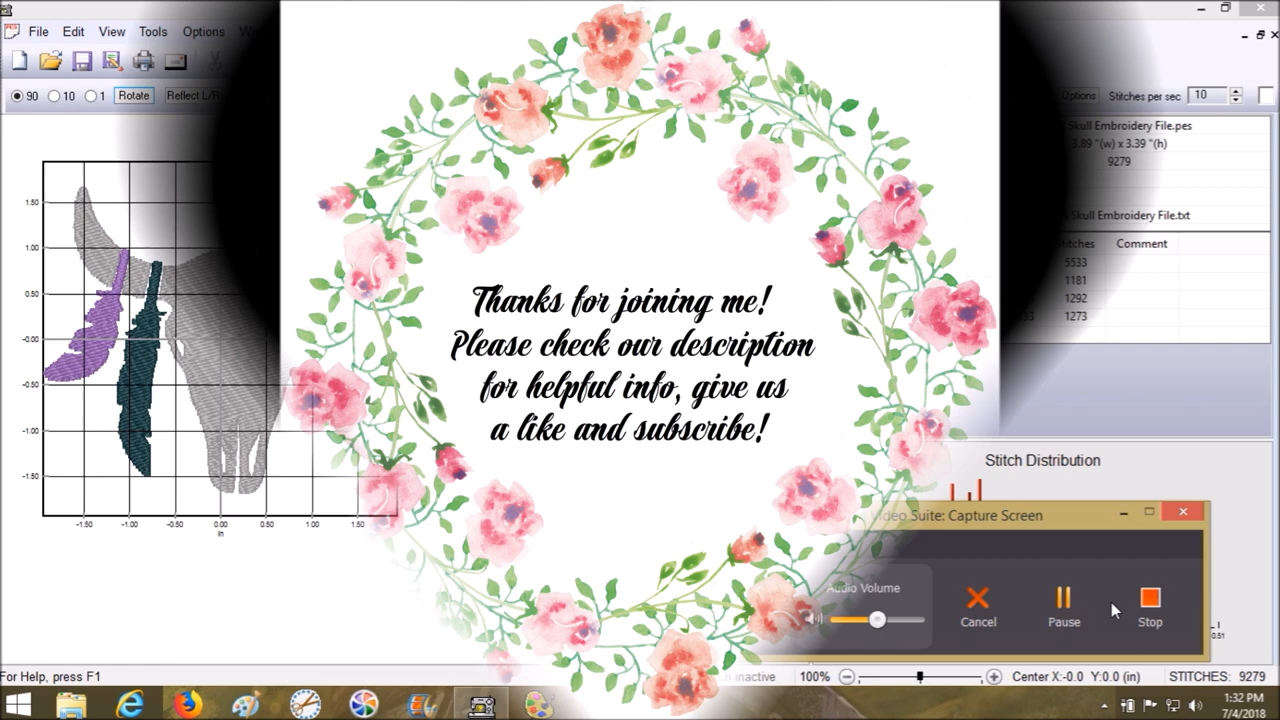 File Edit View Tools Options
90 10 1 Rotate Reflect L/R
Options Stitches per sec 10
Skull Embroidery File.pes
3.89 "(w) x 3.39 "(h)
9279
Skull Embroidery File.txt
Stitches Comment
5533
1181
1292
1273
1.50
1.00
0.50
-0.00
-0.50
-1.00
-1.50
-1.50 -1.00 -0.50 0.00 0.50 1.00 1.50
in
Thanks for joining me!
Please check our description
for helpful info, give us
a like and subscribe!
Stitch Distribution
Video Suite: Capture Screen
Audio Volume
Cancel Pause Stop
0.51
For Help, press F1
inactive 100% Center X:-0.0 Y:0.0 (in) STITCHES: 9279
1:32 PM
7/4/2018